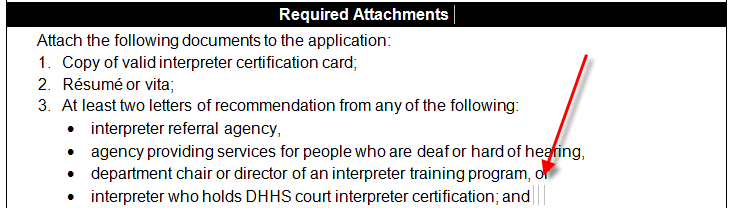 Required Attachments
Attach the following documents to the application:
1. Copy of valid interpreter certification card;
2. Résumé or vita;
3. At least two letters of recommendation from any of the following:
• interpreter referral agency,
• agency providing services for people who are deaf or hard of hearing,
• department chair or director of an interpreter training program, or
• interpreter who holds DHHS court interpreter certification; and